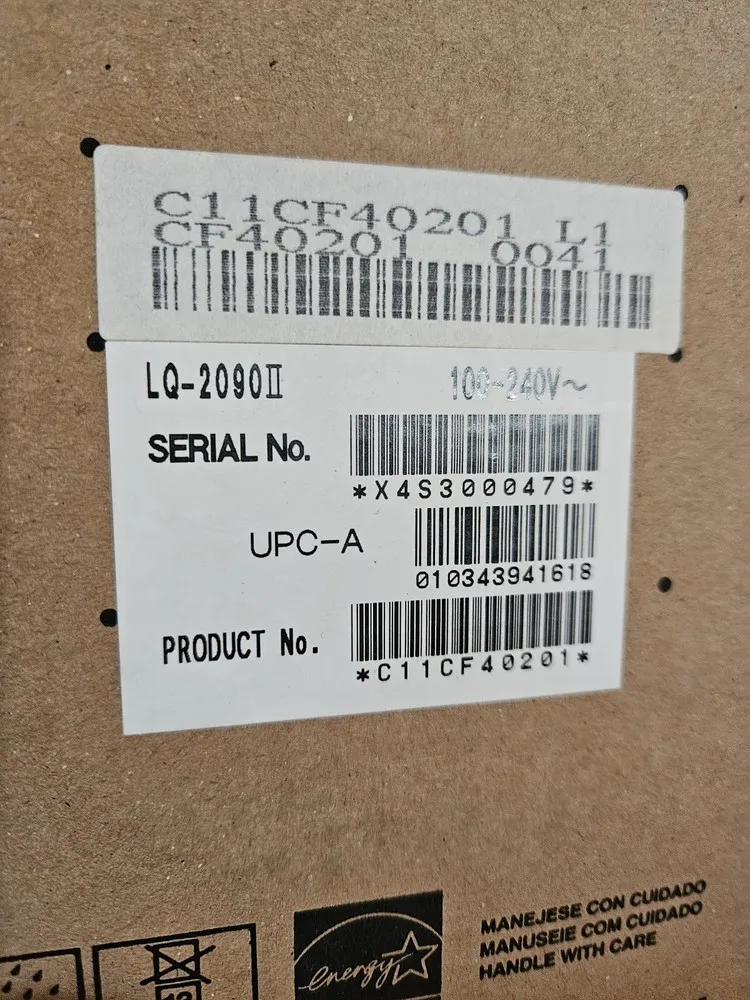 C11CF40201 L1
CF40201 0041
LQ-2090Ⅱ 100-240V～
SERIAL No.
*X4S3000479*
UPC-A
010343941618
PRODUCT No.
*C11CF40201*
MANEJESE CON CUIDADO
MANUSEIE COM CUIDADO
HANDLE WITH CARE
energy